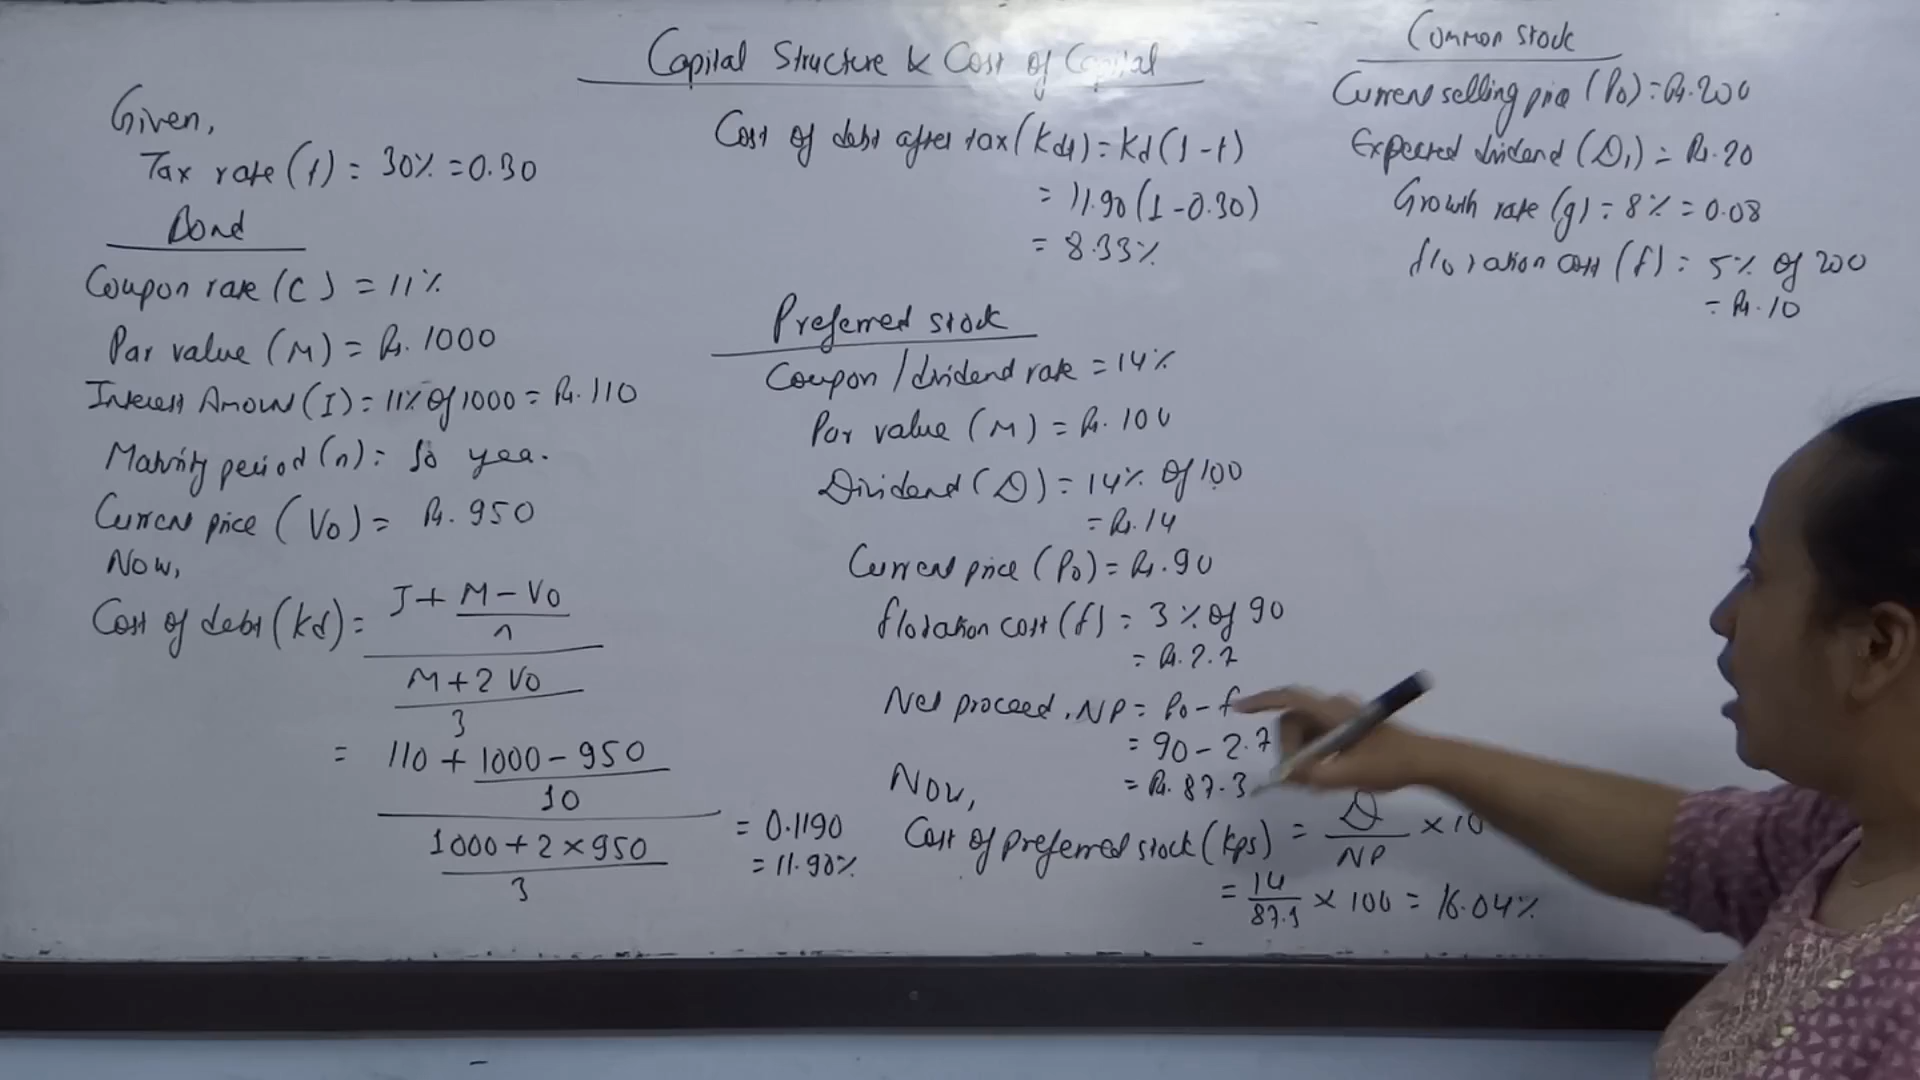 Capital Structure & Cost of Capital
Given,
Tax rate (t) = 30% = 0.30
Bond
Coupon rate (C) = 11%
Par value (M) = Rs. 1000
Interest Amount (I) = 11% of 1000 = Rs. 110
Maturity period (n) = 10 yea.
Current price (V0) = Rs. 950
Now,
Cost of debt (kd) = I + M - V0
n
M + 2 V0
3
= 110 + 1000 - 950
10
1000 + 2 × 950
3
= 0.1190
= 11.90%
Cost of debt after tax (kdt) = kd (1 - t)
= 11.90 (1 - 0.30)
= 8.33%
Preferred stock
Coupon / dividend rate = 14%
Par value (M) = Rs. 100
Dividend (D) = 14% of 100
= Rs. 14
Current price (P0) = Rs. 90
flotation cost (f) = 3% of 90
= Rs. 2.7
Net proceed, NP = P0 - f
= 90 - 2.7
= Rs. 87.3
Now,
Cost of preferred stock (kps) = D × 10
NP
= 14 × 100 = 16.04%
87.3
Common stock
Current selling price (P0) = Rs. 200
Expected dividend (D1) = Rs. 20
Growth rate (g) = 8% = 0.08
flotation cost (f) = 5% of 200
= Rs. 10